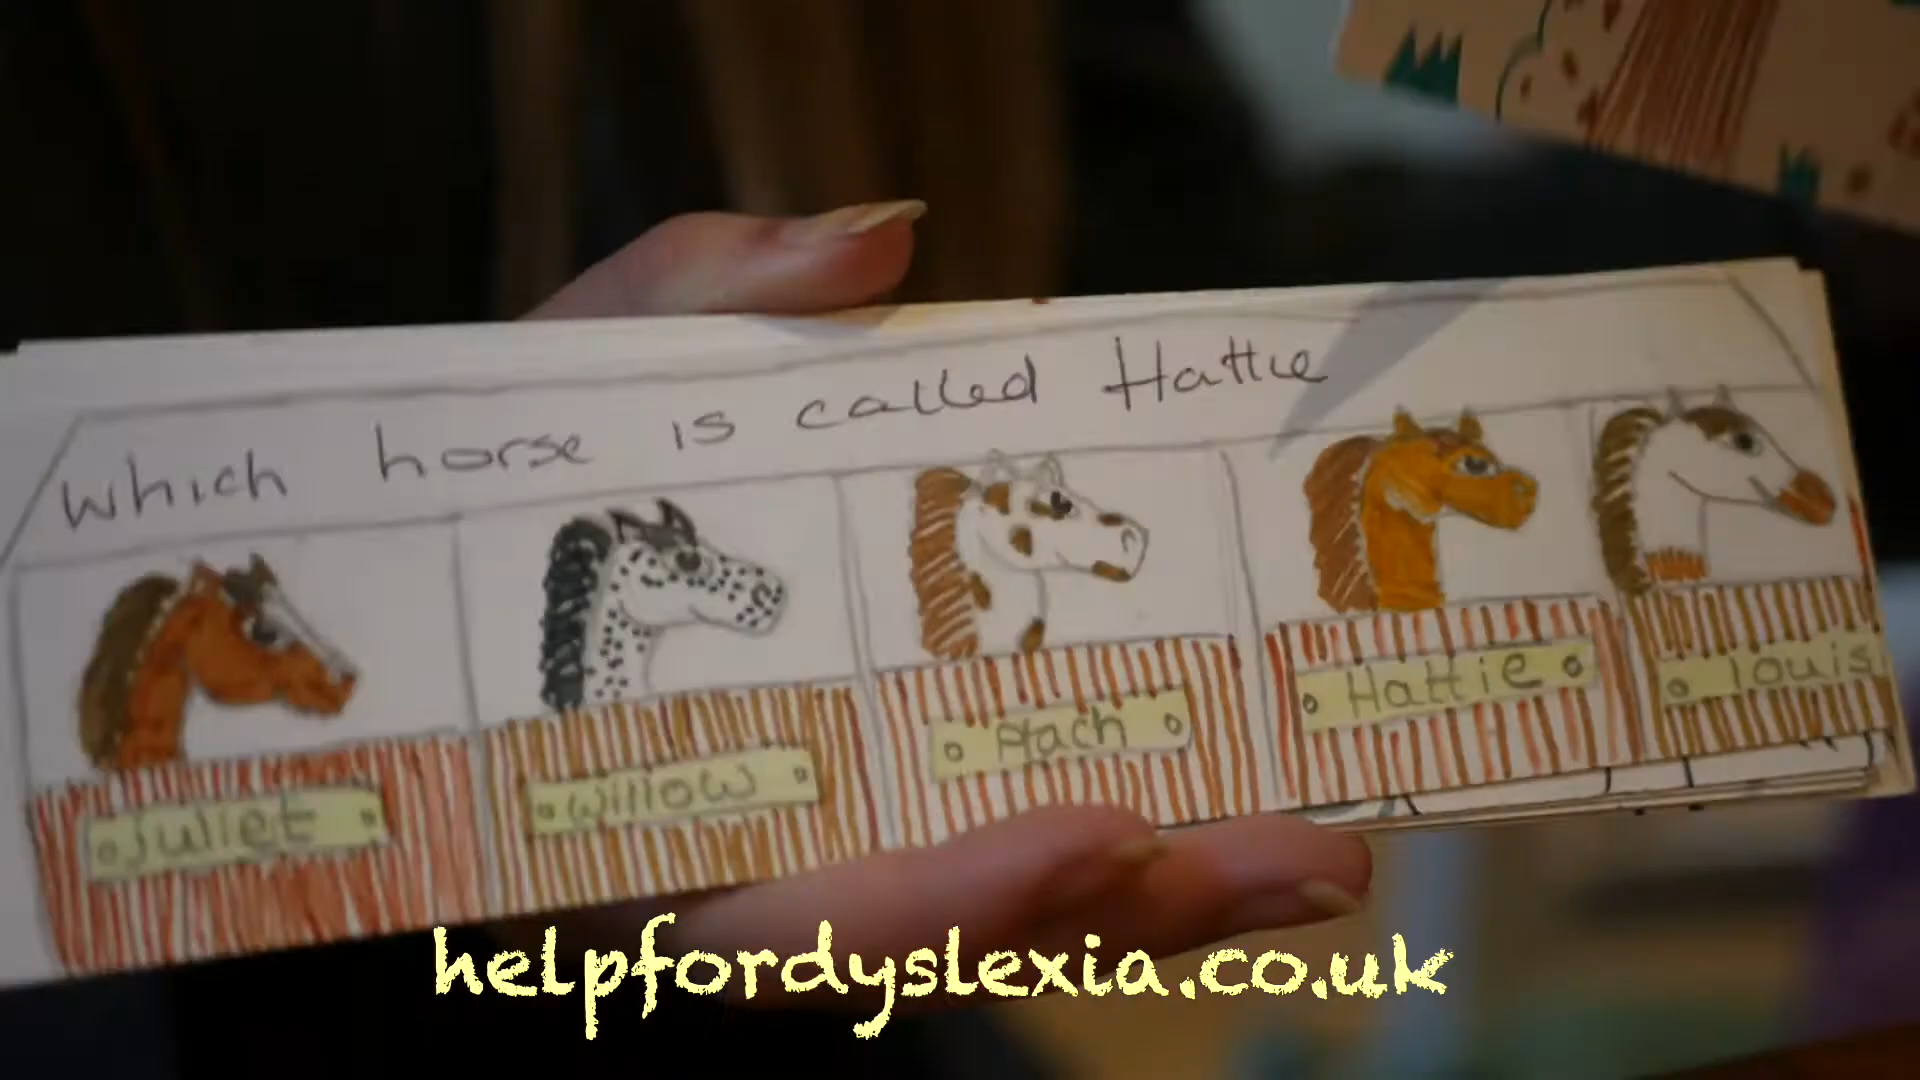 Which horse is called Hattie
Juliet
Willow
Peach
Hattie
louis
helpfordyslexia.co.uk